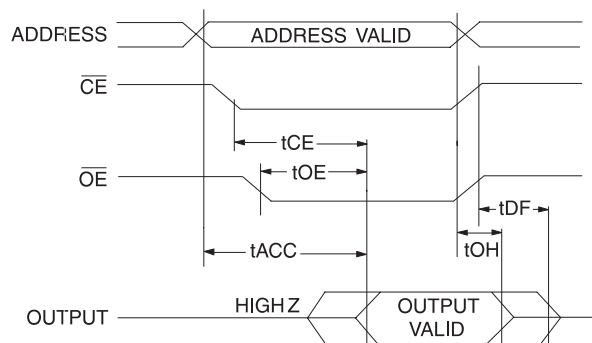 ADDRESS
ADDRESS VALID
CE
tCE
OE
tOE
tDF
tACC
tOH
OUTPUT
HIGH Z
OUTPUT
VALID